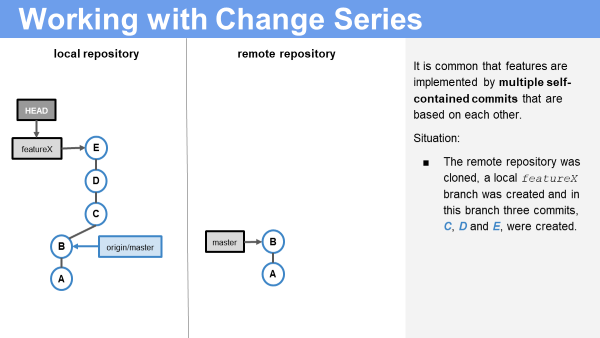 Working with Change Series
local repository
remote repository
HEAD
featureX
E
D
C
B
origin/master
A
master
B
A
It is common that features are
implemented by multiple self-
contained commits that are
based on each other.
Situation:
▪ The remote repository was
cloned, a local featureX
branch was created and in
this branch three commits,
C, D and E, were created.